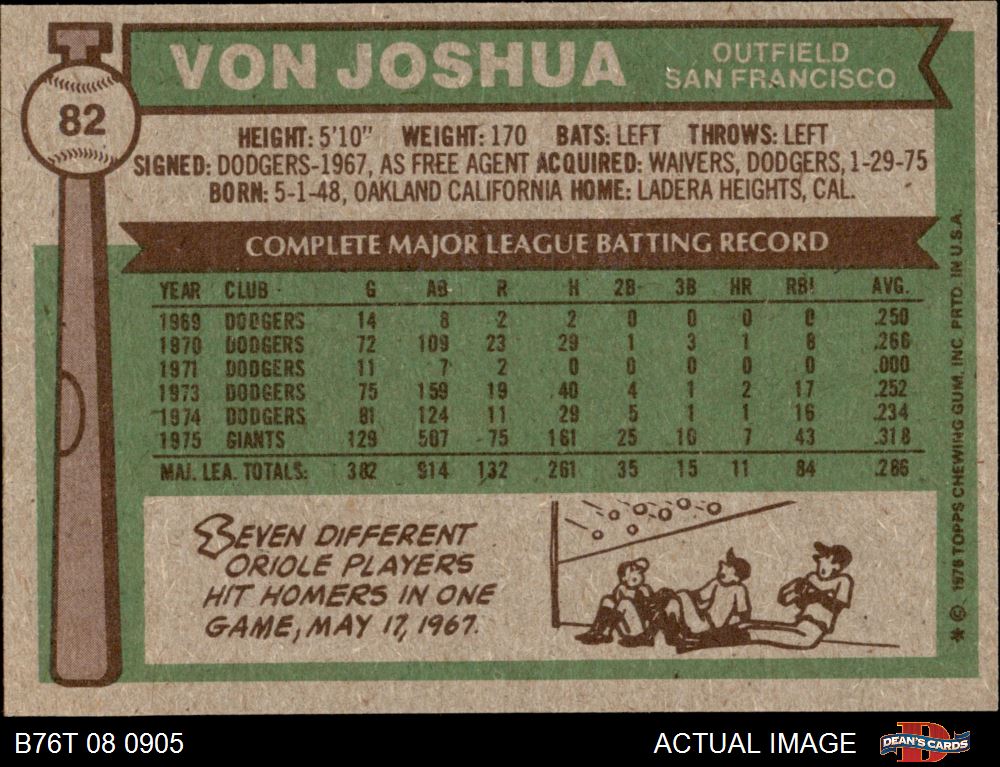 82
VON JOSHUA
OUTFIELD
SAN FRANCISCO
HEIGHT: 5'10" WEIGHT: 170 BATS: LEFT THROWS: LEFT
SIGNED: DODGERS-1967, AS FREE AGENT ACQUIRED: WAIVERS, DODGERS, 1-29-75
BORN: 5-1-48, OAKLAND CALIFORNIA HOME: LADERA HEIGHTS, CAL.
COMPLETE MAJOR LEAGUE BATTING RECORD
YEAR CLUB G AB R H 2B 3B HR RBI AVG.
1969 DODGERS 14 8 2 2 0 0 0 0 .250
1970 DODGERS 72 109 23 29 1 3 1 8 .266
1971 DODGERS 11 7 2 0 0 0 0 0 .000
1973 DODGERS 75 159 19 40 4 1 2 17 .252
1974 DODGERS 81 124 11 29 5 1 1 16 .234
1975 GIANTS 129 507 75 161 25 10 7 43 .318
MAJ. LEA. TOTALS: 382 914 132 261 35 15 11 84 .286
SEVEN DIFFERENT
ORIOLE PLAYERS
HIT HOMERS IN ONE
GAME, MAY 17, 1967.
* © 1976 TOPPS CHEWING GUM, INC. PRTD. IN U.S.A.
B76T 08 0905
ACTUAL IMAGE
D
DEAN'S CARDS